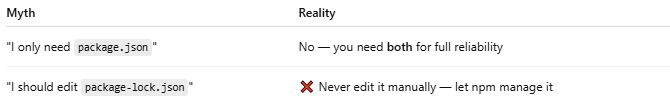 Myth Reality
"I only need package.json" No — you need both for full reliability
"I should edit package-lock.json" ❌ Never edit it manually — let npm manage it